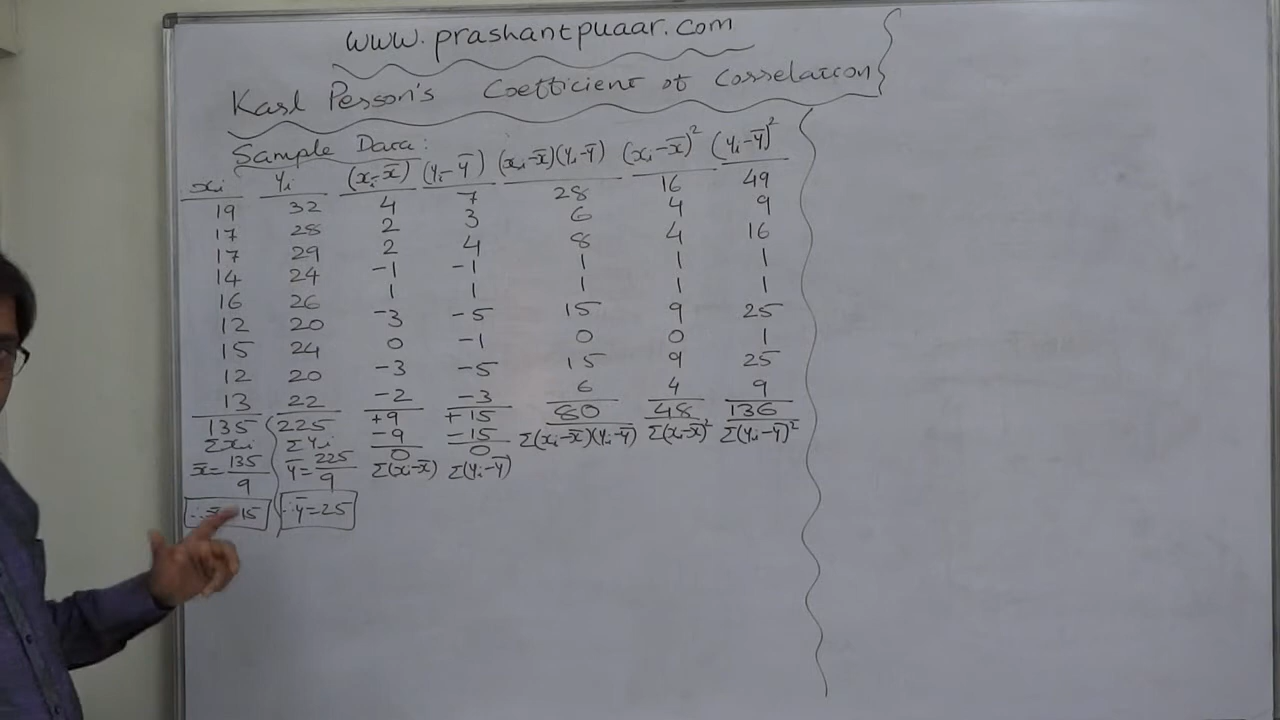 www.prashantpuaar.com
Karl Person's Coefficient of Correlation
Sample Data:
xᵢ yᵢ (xᵢ-x̄) (yᵢ-ȳ) (xᵢ-x̄)(yᵢ-ȳ) (xᵢ-x̄)² (yᵢ-ȳ)²
19 32 4 7 28 16 49
17 28 2 3 6 4 9
17 29 2 4 8 4 16
14 24 -1 -1 1 1 1
16 26 1 1 1 1 1
12 20 -3 -5 15 9 25
15 24 0 -1 0 0 1
12 20 -3 -5 15 9 25
13 22 -2 -3 6 4 9
135 225 +9 +15 80 48 136
Σxᵢ Σyᵢ -9 -15 Σ(xᵢ-x̄)(yᵢ-ȳ) Σ(xᵢ-x̄)² Σ(yᵢ-ȳ)²
0 0
x̄=135/9 ȳ=225/9 Σ(xᵢ-x̄) Σ(yᵢ-ȳ)
∴x̄=15 ∴ȳ=25